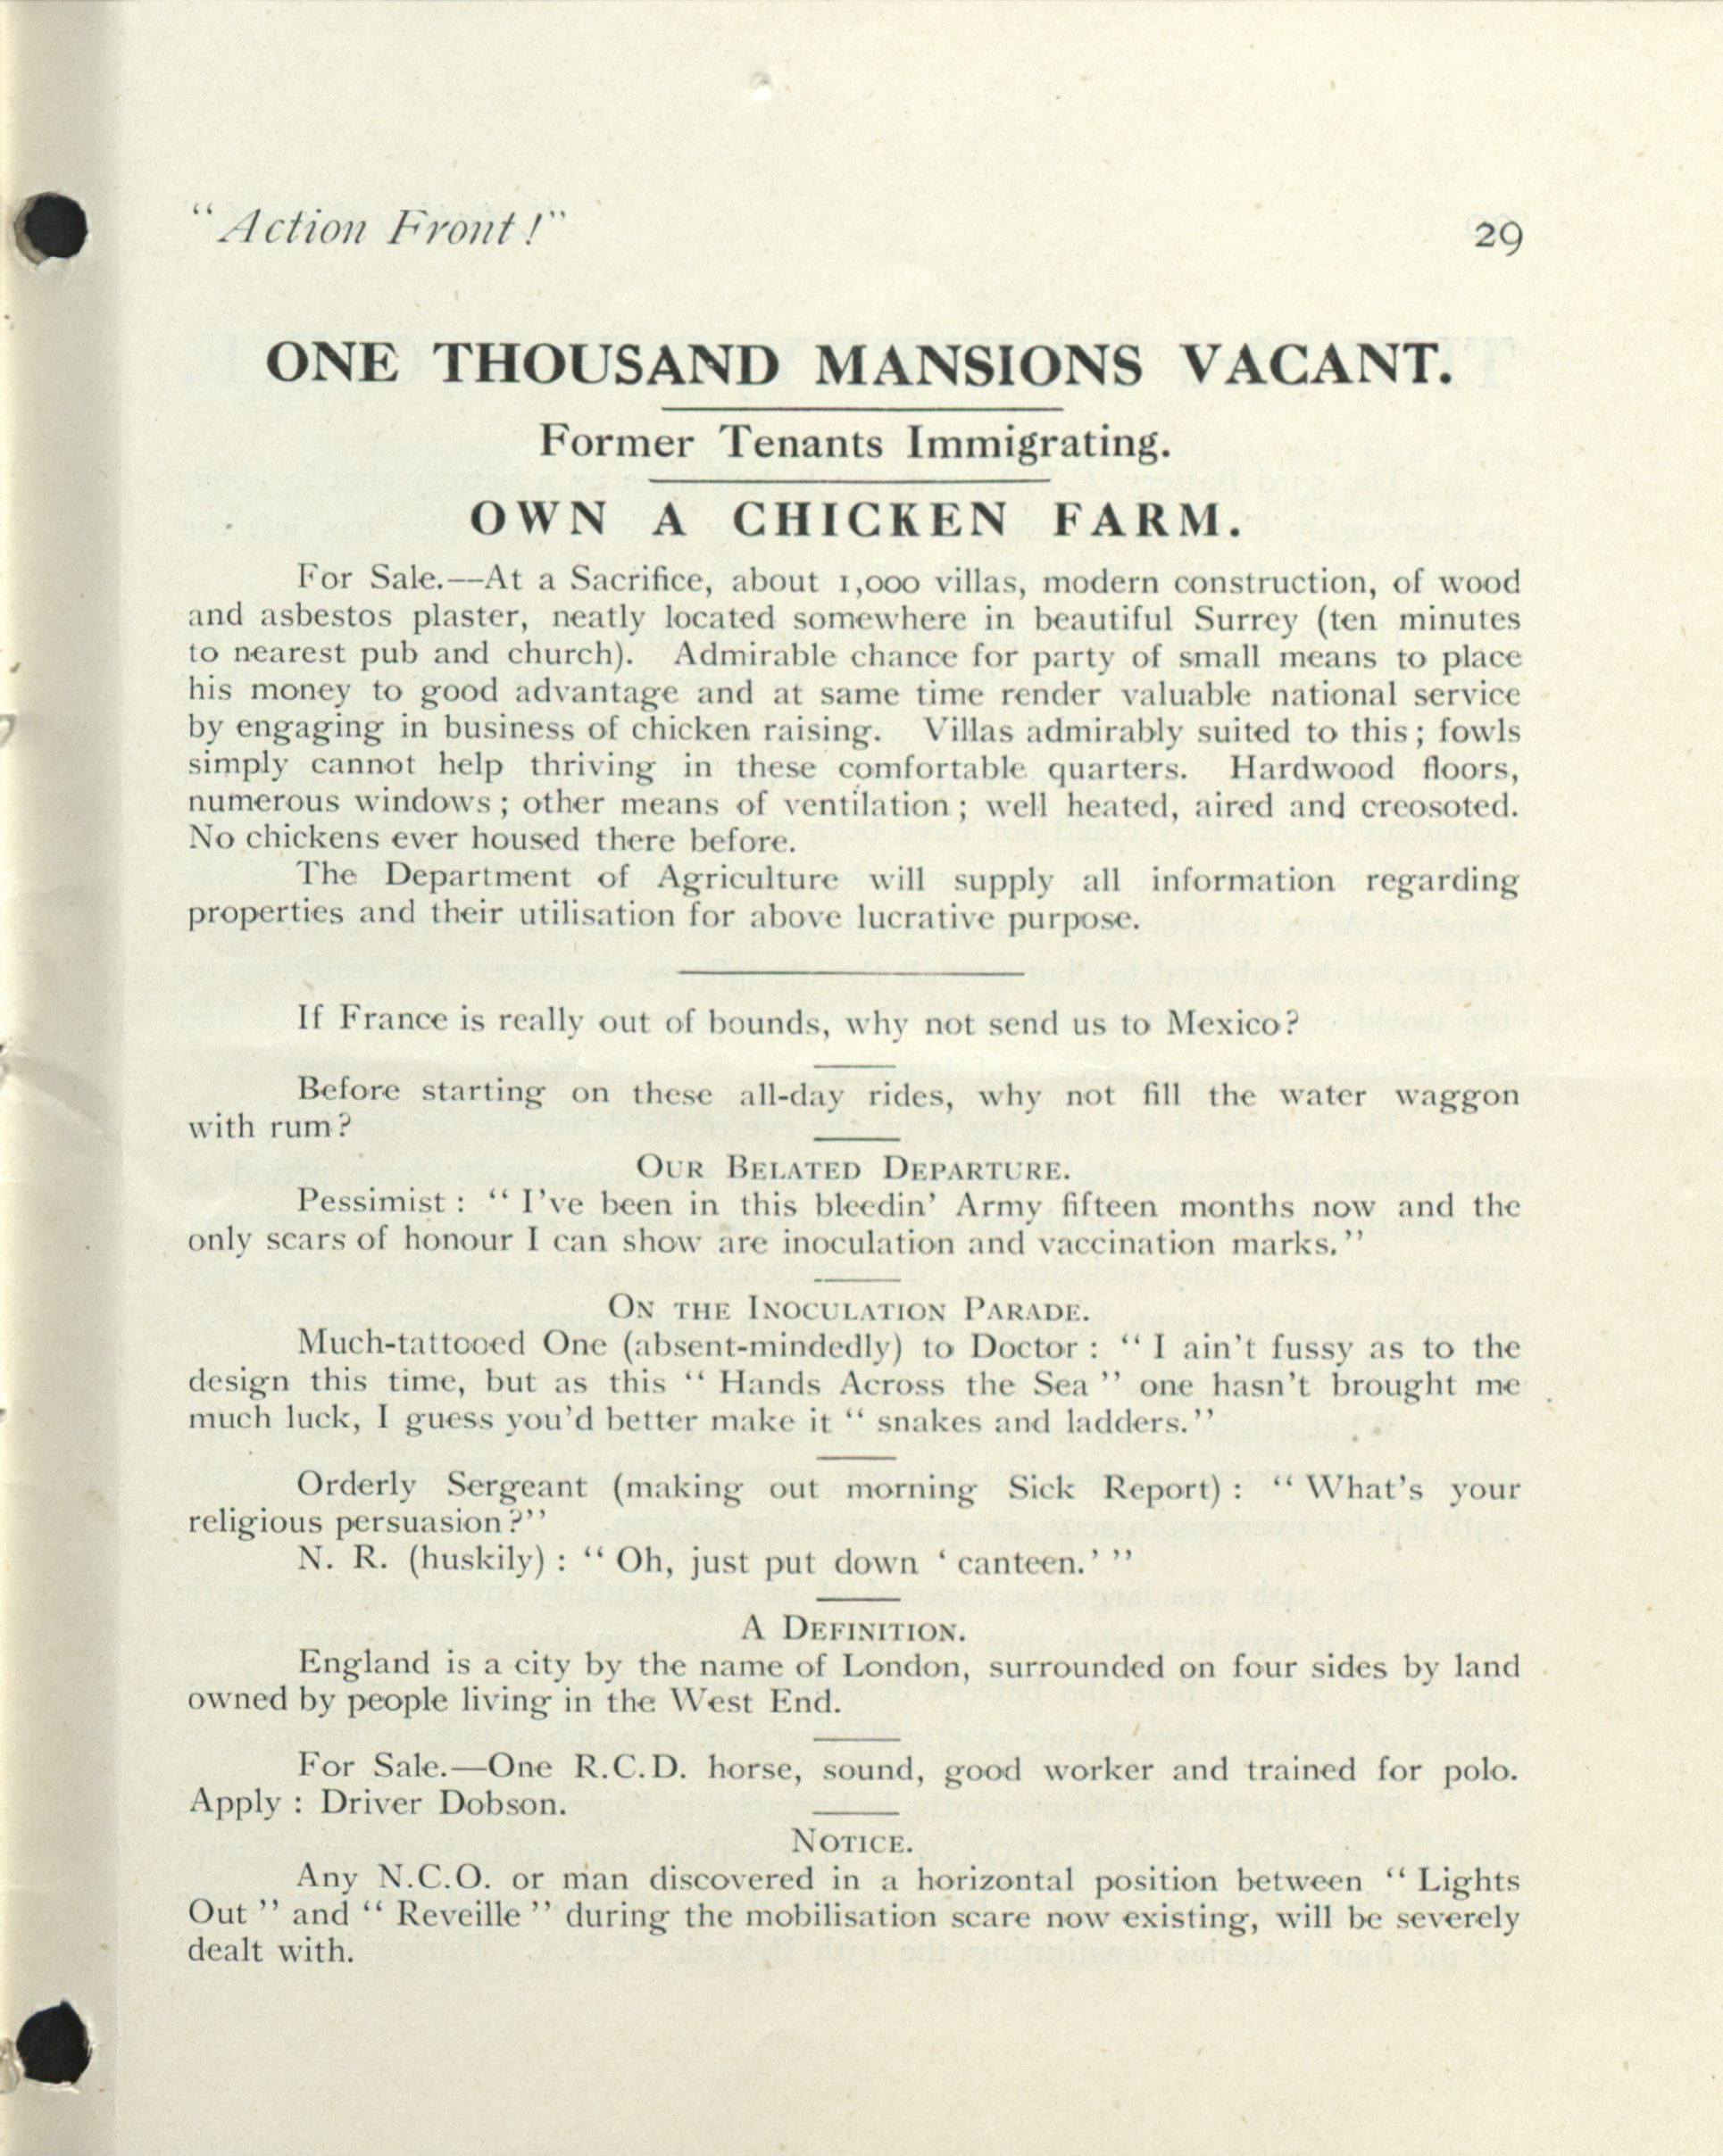 “Action Front!”
29
ONE THOUSAND MANSIONS VACANT.
Former Tenants Immigrating.
OWN A CHICKEN FARM.
For Sale.—At a Sacrifice, about 1,000 villas, modern construction, of wood
and asbestos plaster, neatly located somewhere in beautiful Surrey (ten minutes
to nearest pub and church). Admirable chance for party of small means to place
his money to good advantage and at same time render valuable national service
by engaging in business of chicken raising. Villas admirably suited to this; fowls
simply cannot help thriving in these comfortable quarters. Hardwood floors,
numerous windows; other means of ventilation; well heated, aired and creosoted.
No chickens ever housed there before.
The Department of Agriculture will supply all information regarding
properties and their utilisation for above lucrative purpose.
If France is really out of bounds, why not send us to Mexico?
Before starting on these all-day rides, why not fill the water waggon
with rum?
OUR BELATED DEPARTURE.
Pessimist: “I've been in this bleedin' Army fifteen months now and the
only scars of honour I can show are inoculation and vaccination marks.”
ON THE INOCULATION PARADE.
Much-tattooed One (absent-mindedly) to Doctor: “I ain't fussy as to the
design this time, but as this “Hands Across the Sea” one hasn't brought me
much luck, I guess you'd better make it “snakes and ladders.”
Orderly Sergeant (making out morning Sick Report): “What's your
religious persuasion?”
N. R. (huskily): “Oh, just put down ‘canteen.’”
A DEFINITION.
England is a city by the name of London, surrounded on four sides by land
owned by people living in the West End.
For Sale.—One R.C.D. horse, sound, good worker and trained for polo.
Apply: Driver Dobson.
NOTICE.
Any N.C.O. or man discovered in a horizontal position between “Lights
Out” and “Reveille” during the mobilisation scare now existing, will be severely
dealt with.